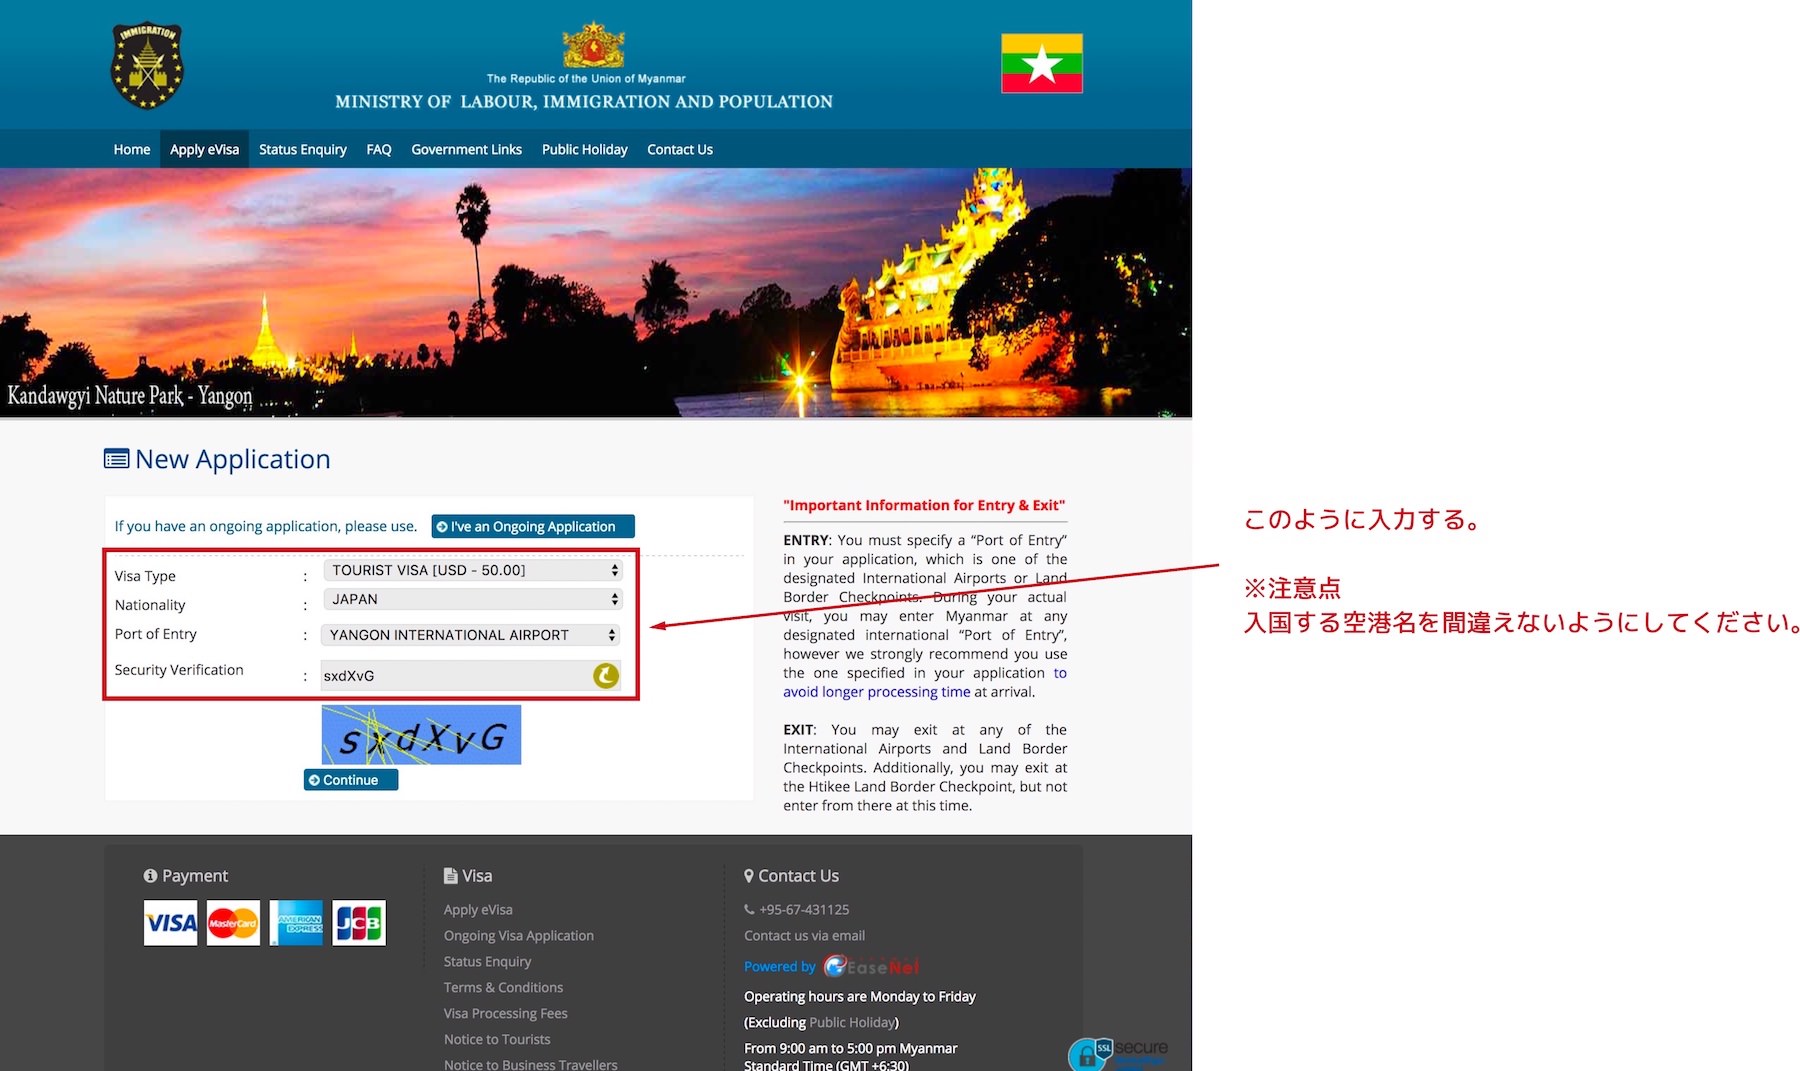 IMMIGRATION
The Republic of the Union of Myanmar
MINISTRY OF LABOUR, IMMIGRATION AND POPULATION
Home Apply eVisa Status Enquiry FAQ Government Links Public Holiday Contact Us
Kandawgyi Nature Park - Yangon
New Application
If you have an ongoing application, please use. I've an Ongoing Application
Visa Type : TOURIST VISA [USD - 50.00]
Nationality : JAPAN
Port of Entry : YANGON INTERNATIONAL AIRPORT
Security Verification : sxdXvG
sxdXvG
Continue
"Important Information for Entry & Exit"
ENTRY: You must specify a “Port of Entry”
in your application, which is one of the
designated International Airports or Land
Border Checkpoints. During your actual
visit, you may enter Myanmar at any
designated international “Port of Entry”,
however we strongly recommend you use
the one specified in your application to
avoid longer processing time at arrival.
EXIT: You may exit at any of the
International Airports and Land Border
Checkpoints. Additionally, you may exit at
the Htikee Land Border Checkpoint, but not
enter from there at this time.
このように入力する。
※注意点
入国する空港名を間違えないようにしてください。
Payment
VISA MasterCard AMERICAN EXPRESS JCB
Visa
Apply eVisa
Ongoing Visa Application
Status Enquiry
Terms & Conditions
Visa Processing Fees
Notice to Tourists
Notice to Business Travellers
Contact Us
+95-67-431125
Contact us via email
Powered by EaseNet
Operating hours are Monday to Friday
(Excluding Public Holiday)
From 9:00 am to 5:00 pm Myanmar
Standard Time (GMT +6:30)
SSL secure